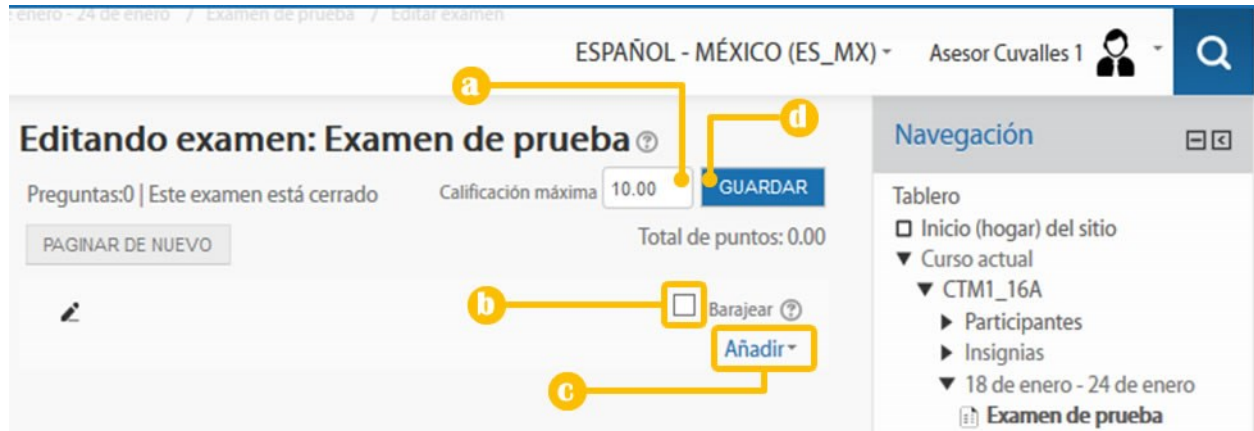 e enero - 24 de enero / Examen de prueba / Editar examen
ESPAÑOL - MÉXICO (ES_MX)
Asesor Cuvalles 1
a
d
Editando examen: Examen de prueba
Preguntas:0 | Este examen está cerrado
Calificación máxima 10.00 GUARDAR
PAGINAR DE NUEVO
Total de puntos: 0.00
b
Barajear
Añadir
c
Navegación
Tablero
Inicio (hogar) del sitio
Curso actual
CTM1_16A
Participantes
Insignias
18 de enero - 24 de enero
Examen de prueba